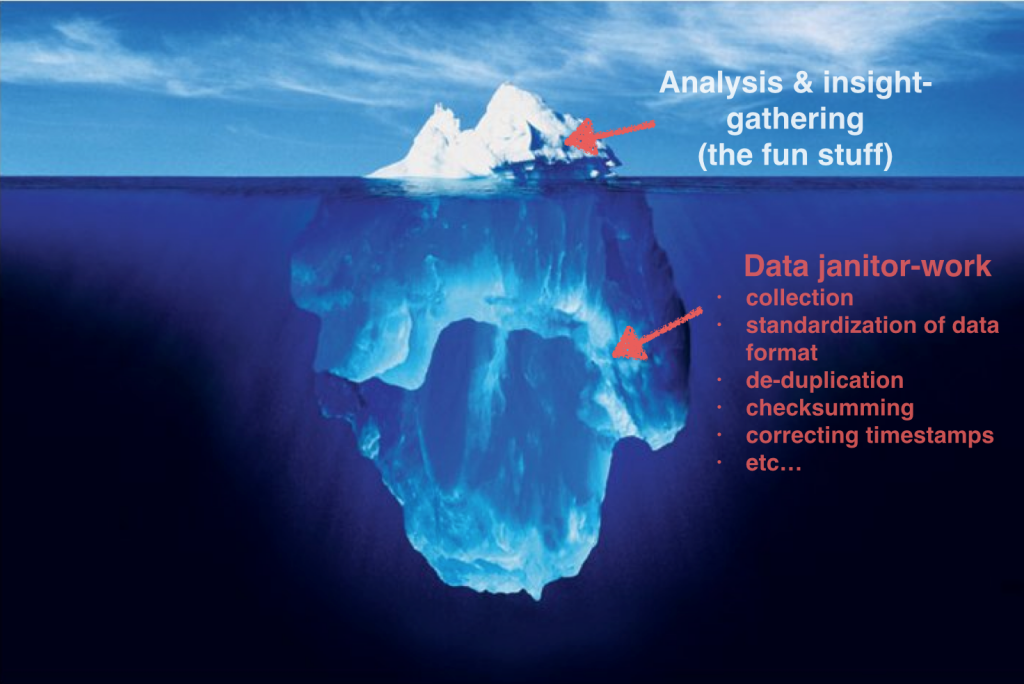 Analysis & insight-
gathering
(the fun stuff)
Data janitor-work
· collection
· standardization of data
format
· de-duplication
· checksumming
· correcting timestamps
· etc…